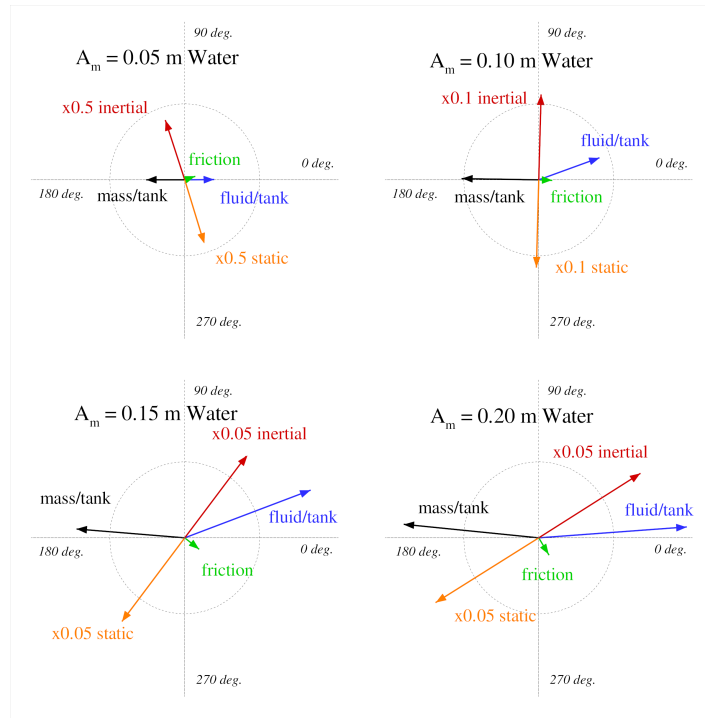 90 deg.
A_m = 0.05 m Water
x0.5 inertial
friction
0 deg.
180 deg.
mass/tank
fluid/tank
x0.5 static
270 deg.
90 deg.
A_m = 0.10 m Water
x0.1 inertial
fluid/tank
0 deg.
180 deg.
mass/tank
friction
x0.1 static
270 deg.
90 deg.
A_m = 0.15 m Water
x0.05 inertial
mass/tank
fluid/tank
180 deg.
0 deg.
friction
x0.05 static
270 deg.
90 deg.
A_m = 0.20 m Water
x0.05 inertial
mass/tank
fluid/tank
180 deg.
0 deg.
friction
x0.05 static
270 deg.